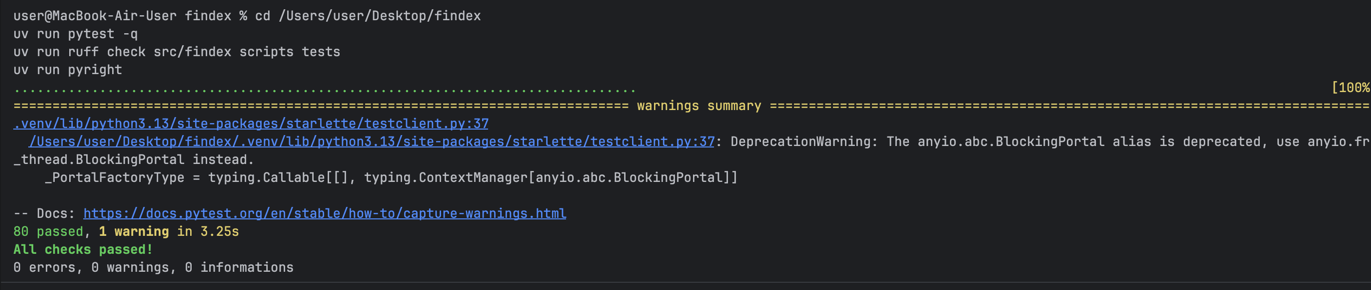 user@MacBook-Air-User findex % cd /Users/user/Desktop/findex
uv run pytest -q
uv run ruff check src/findex scripts tests
uv run pyright
................................................................................ [100%
=============================================================================== warnings summary ===============================================================================
.venv/lib/python3.13/site-packages/starlette/testclient.py:37
  /Users/user/Desktop/findex/.venv/lib/python3.13/site-packages/starlette/testclient.py:37: DeprecationWarning: The anyio.abc.BlockingPortal alias is deprecated, use anyio.fr
_thread.BlockingPortal instead.
    _PortalFactoryType = typing.Callable[[], typing.ContextManager[anyio.abc.BlockingPortal]]

-- Docs: https://docs.pytest.org/en/stable/how-to/capture-warnings.html
80 passed, 1 warning in 3.25s
All checks passed!
0 errors, 0 warnings, 0 informations